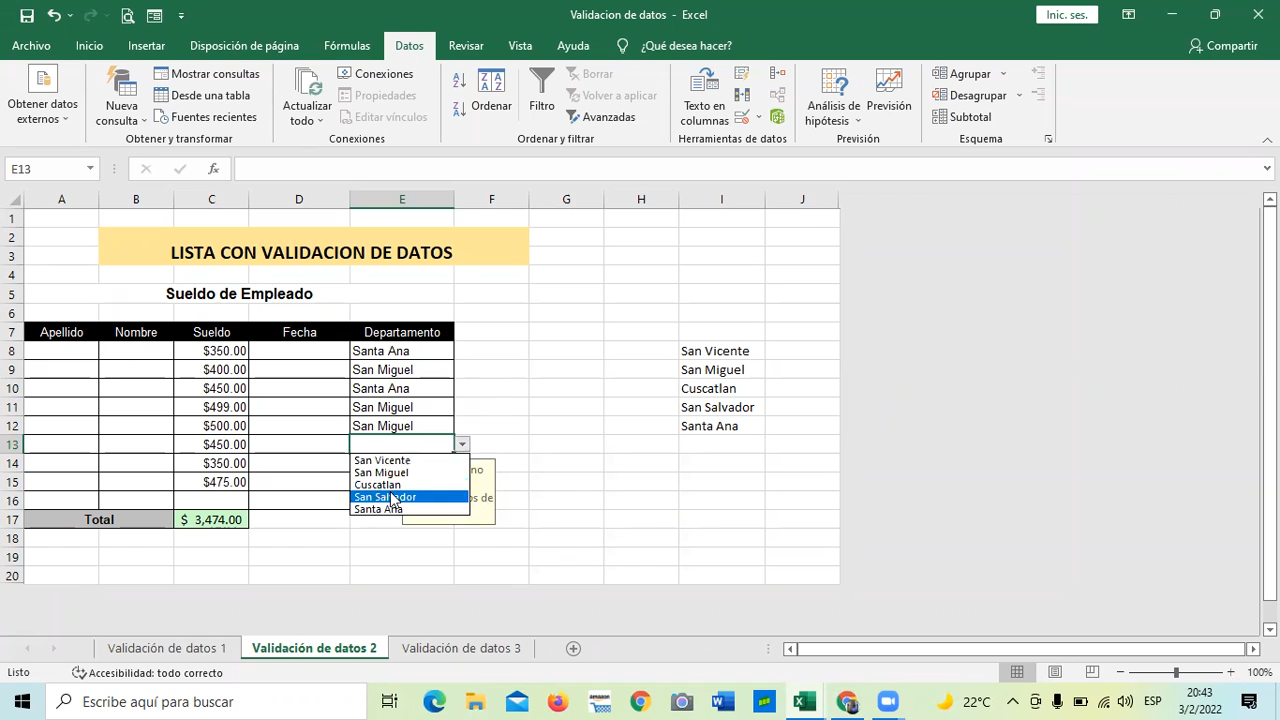 Validacion de datos - Excel
Inic. ses.
Archivo Inicio Insertar Disposición de página Fórmulas Datos Revisar Vista Ayuda ¿Qué desea hacer? Compartir
Obtener datos externos
Nueva consulta
Mostrar consultas
Desde una tabla
Fuentes recientes
Obtener y transformar
Actualizar todo
Conexiones
Propiedades
Editar vínculos
Conexiones
Ordenar
Filtro
Borrar
Volver a aplicar
Avanzadas
Ordenar y filtrar
Texto en columnas
Herramientas de datos
Análisis de hipótesis
Previsión
Previsión
Agrupar
Desagrupar
Subtotal
Esquema
E13
fx
A B C D E F G H I J
1
2
3 LISTA CON VALIDACION DE DATOS
4
5 Sueldo de Empleado
6
7 Apellido Nombre Sueldo Fecha Departamento
8 $350.00 Santa Ana San Vicente
9 $400.00 San Miguel San Miguel
10 $450.00 Santa Ana Cuscatlan
11 $499.00 San Miguel San Salvador
12 $500.00 San Miguel Santa Ana
13 $450.00
14 $350.00
15 $475.00
16
17 Total $ 3,474.00
18
19
20
San Vicente
San Miguel
Cuscatlan
San Salvador
Santa Ana
no
os de
Validación de datos 1 Validación de datos 2 Validación de datos 3
Listo Accesibilidad: todo correcto 100%
Escribe aquí para buscar
22°C ESP 20:43
3/2/2022